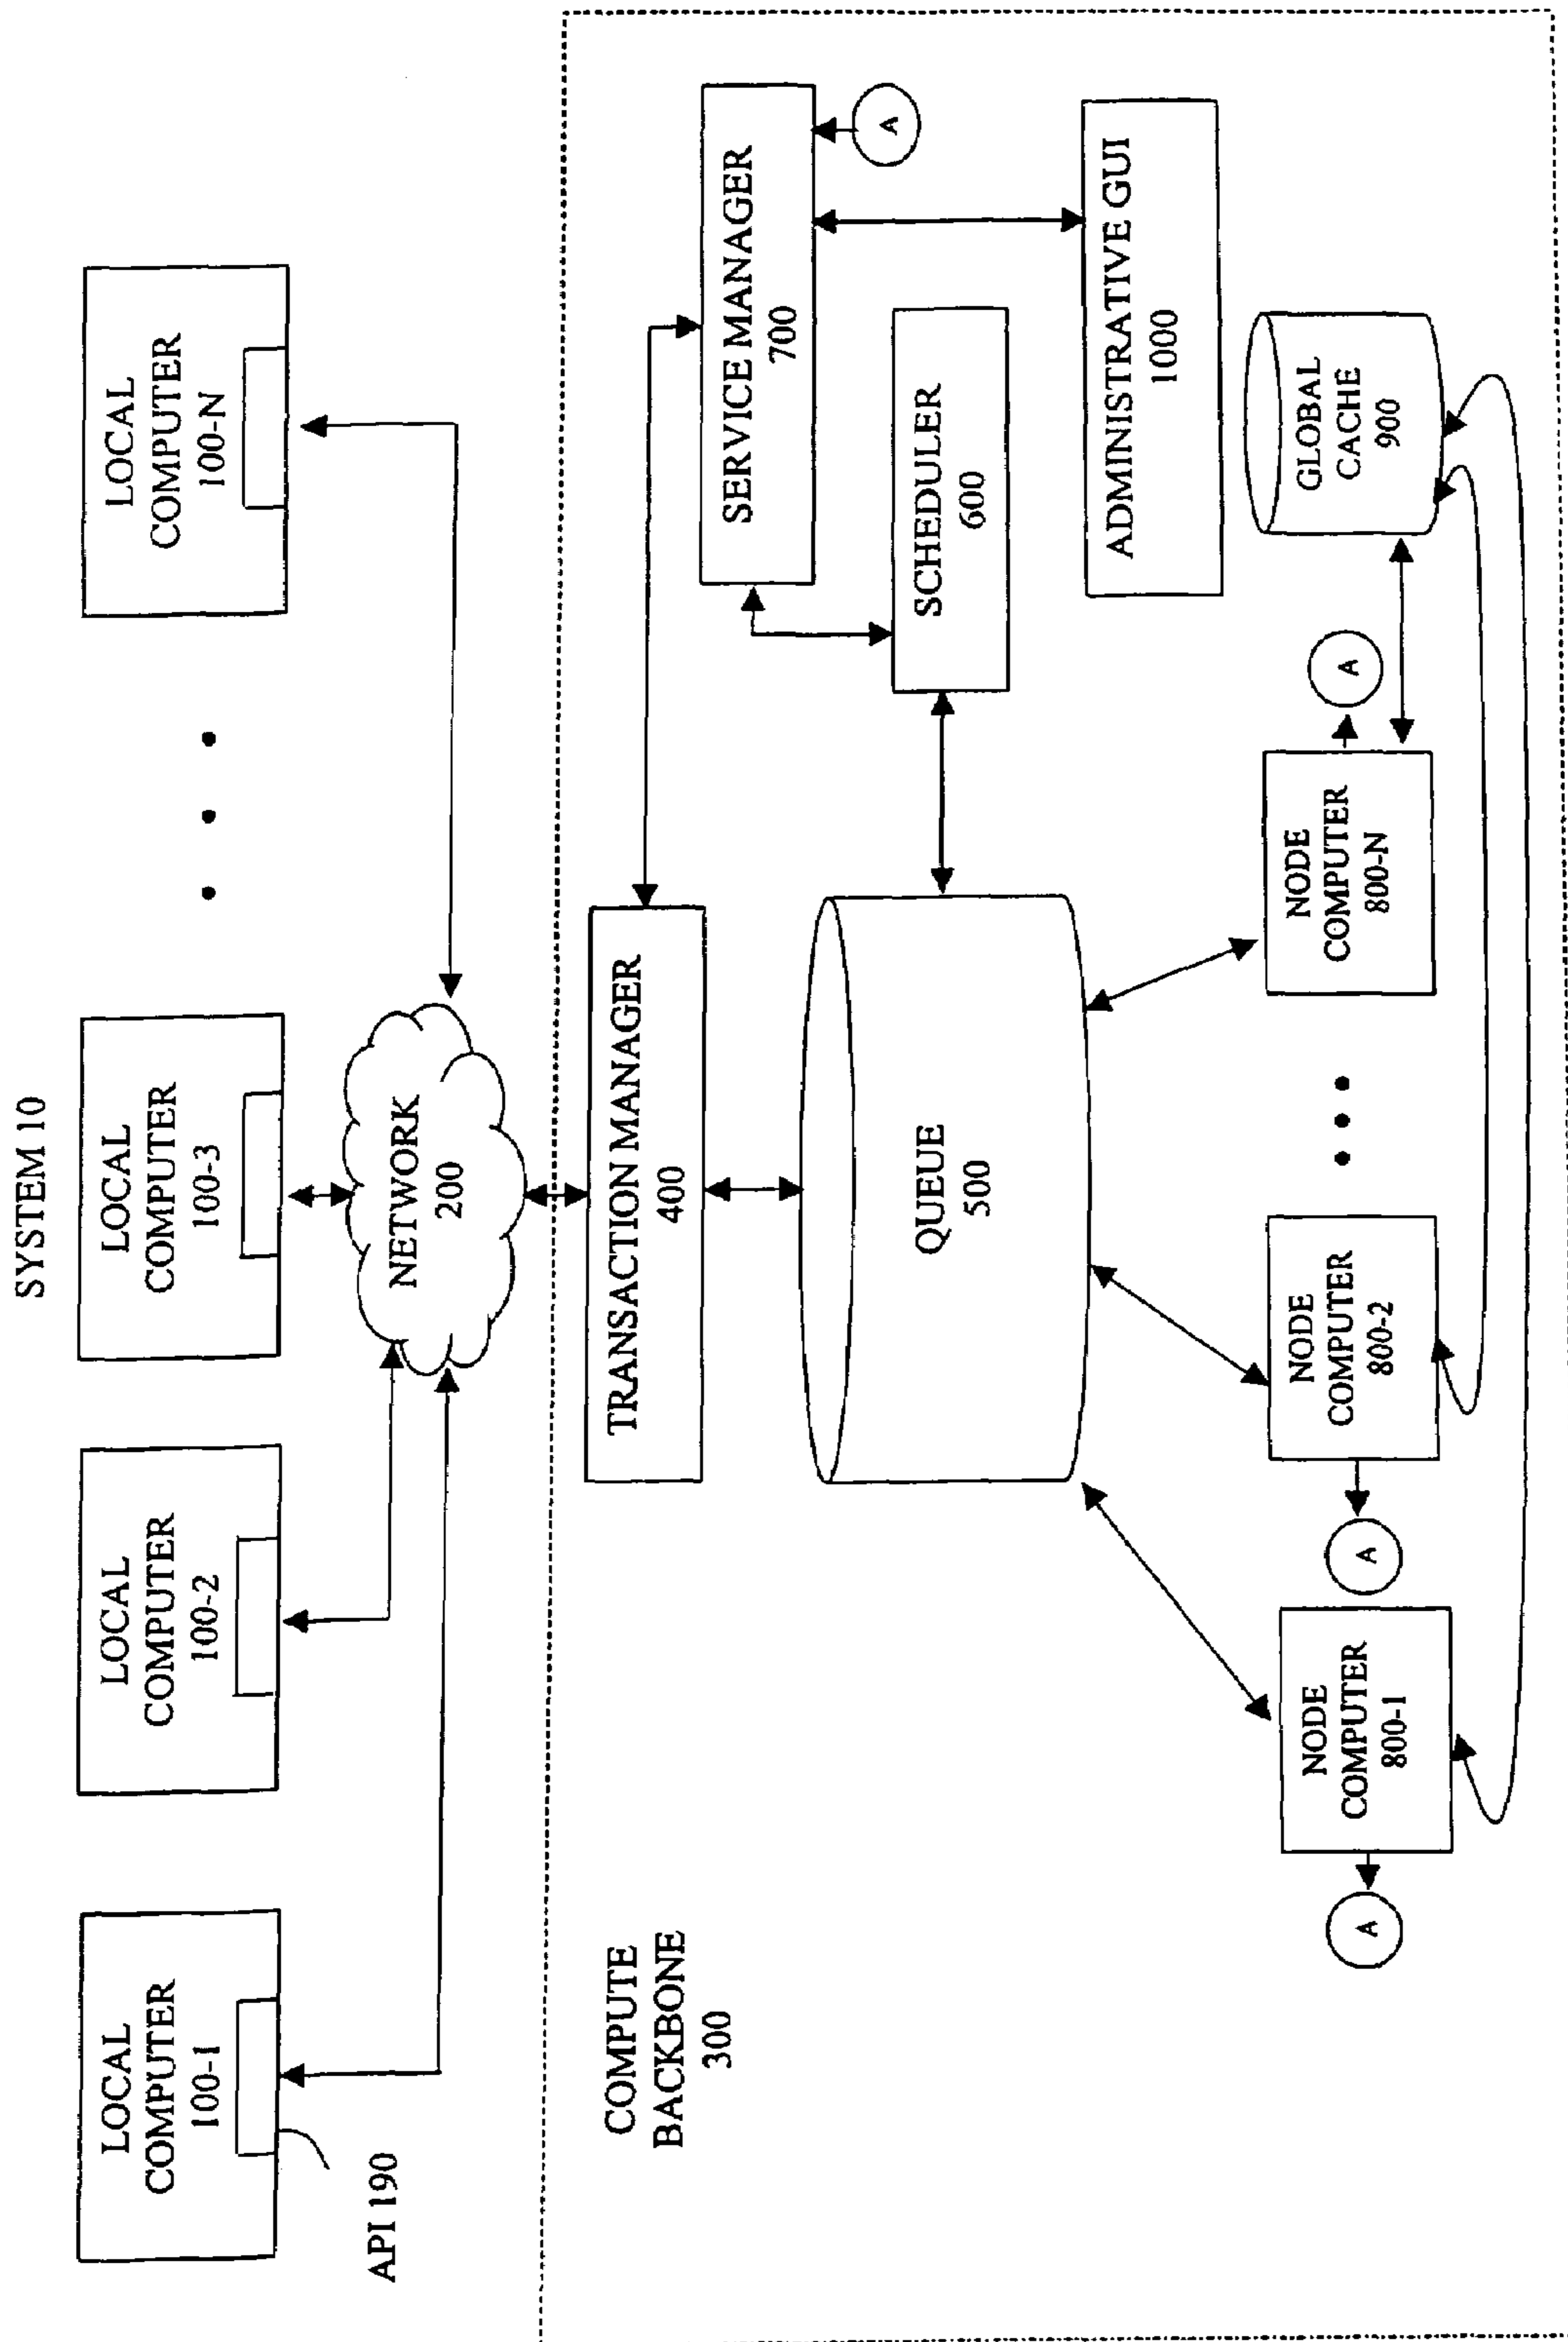 SYSTEM 10
LOCAL
COMPUTER
100-1
LOCAL
COMPUTER
100-2
LOCAL
COMPUTER
100-3
LOCAL
COMPUTER
100-N
API 190
NETWORK
200
COMPUTE
BACKBONE
300
TRANSACTION MANAGER
400
SERVICE MANAGER
700
A
QUEUE
500
SCHEDULER
600
ADMINISTRATIVE GUI
1000
A
NODE
COMPUTER
800-1
A
NODE
COMPUTER
800-2
NODE
COMPUTER
800-N
A
GLOBAL
CACHE
900